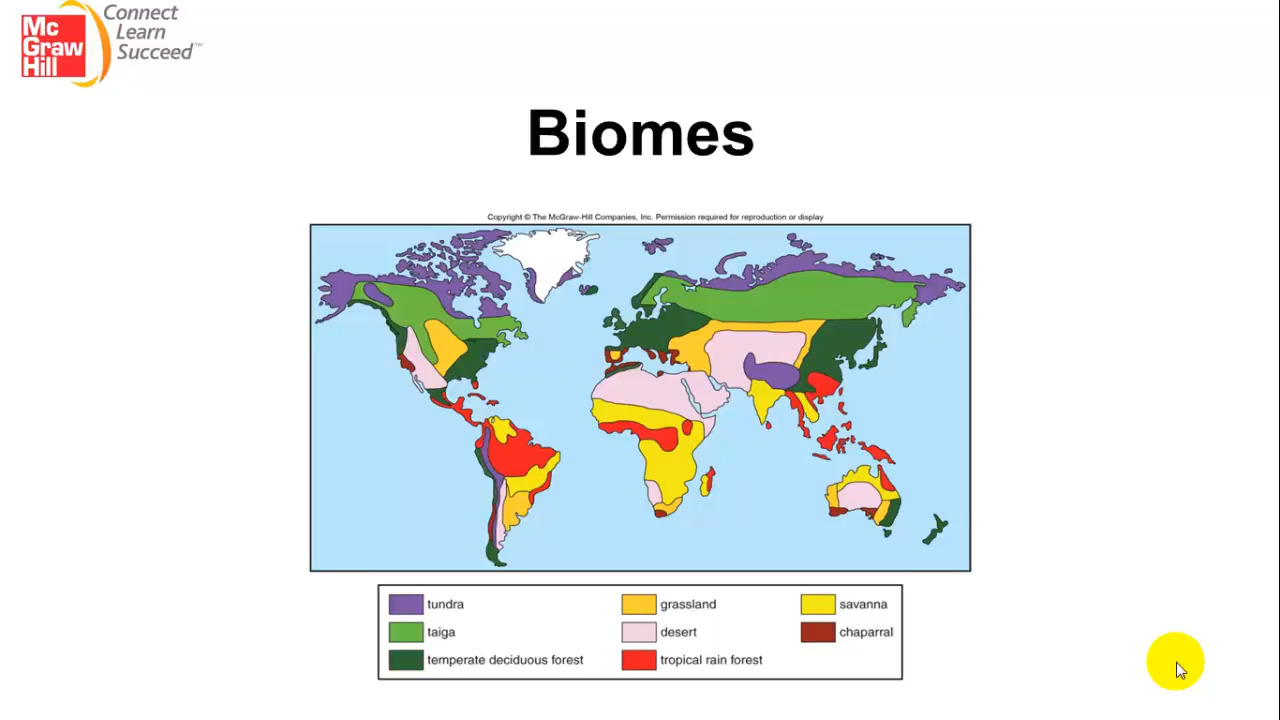 Mc
Graw
Hill
Connect
Learn
Succeed™
Biomes
Copyright © The McGraw-Hill Companies, Inc. Permission required for reproduction or display
tundra
grassland
savanna
taiga
desert
chaparral
temperate deciduous forest
tropical rain forest